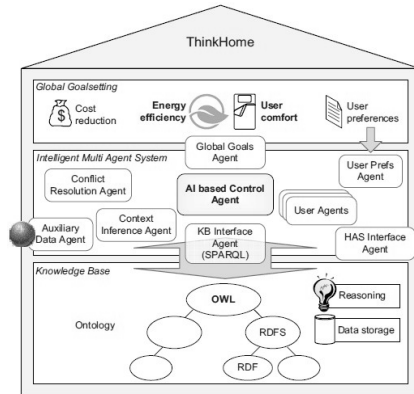 ThinkHome
Global Goalsetting
Cost
reduction
Energy
efficiency
User
comfort
User
preferences
$
Global Goals
Agent
Intelligent Multi Agent System
Conflict
Resolution Agent
AI based Control
Agent
User Prefs
Agent
User Agents
Auxiliary
Data Agent
Context
Inference Agent
KB Interface
Agent
(SPARQL)
HAS Interface
Agent
Knowledge Base
OWL
Reasoning
Ontology
RDFS
Data storage
RDF